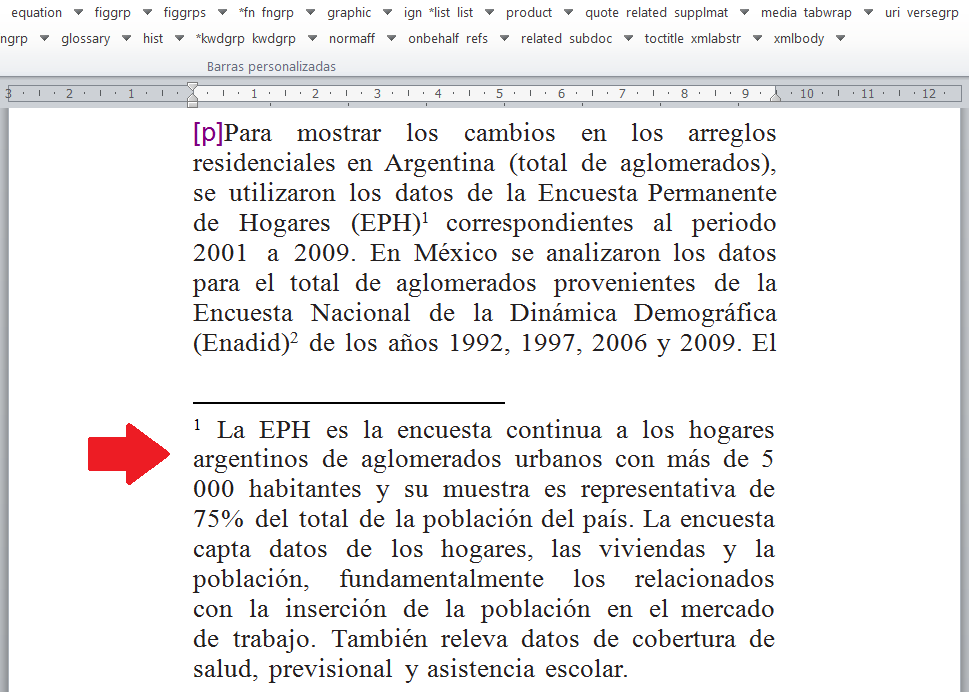 equation figgrp figgrps *fn fngrp graphic ign *list list product quote related supplmat media tabwrap uri versegrp
ngrp glossary hist *kwdgrp kwdgrp normaff onbehalf refs related subdoc toctitle xmlabstr xmlbody
Barras personalizadas
3 2 1 1 2 3 4 5 6 7 8 9 10 11 12
[p]Para mostrar los cambios en los arreglos
residenciales en Argentina (total de aglomerados),
se utilizaron los datos de la Encuesta Permanente
de Hogares (EPH)¹ correspondientes al periodo
2001 a 2009. En México se analizaron los datos
para el total de aglomerados provenientes de la
Encuesta Nacional de la Dinámica Demográfica
(Enadid)² de los años 1992, 1997, 2006 y 2009. El
¹ La EPH es la encuesta continua a los hogares
argentinos de aglomerados urbanos con más de 5
000 habitantes y su muestra es representativa de
75% del total de la población del país. La encuesta
capta datos de los hogares, las viviendas y la
población, fundamentalmente los relacionados
con la inserción de la población en el mercado
de trabajo. También releva datos de cobertura de
salud, previsional y asistencia escolar.